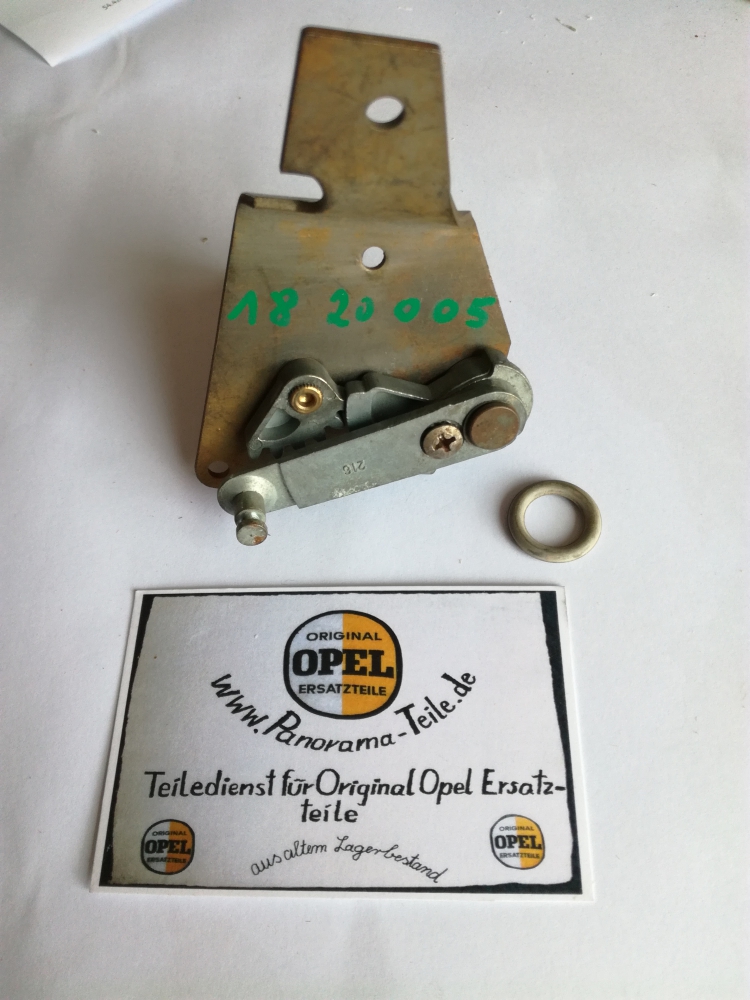 18 20 005
216
ORIGINAL
OPEL
ERSATZTEILE
www.Panorama-Teile.de
Teiledienst für Original Opel Ersatz-
teile
ORIGINAL
OPEL
ERSATZTEILE
aus altem Lagerbestand
ORIGINAL
OPEL
ERSATZTEILE